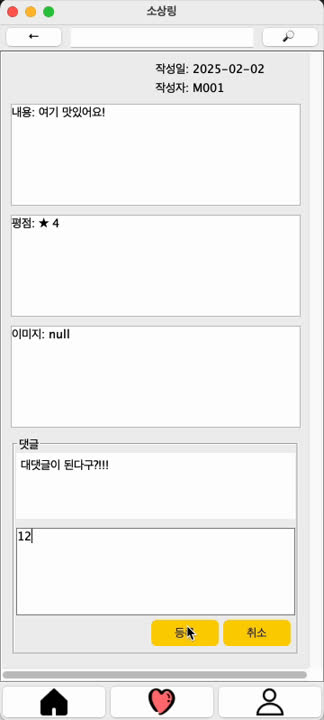 소상링
←
작성일: 2025-02-02
작성자: M001
내용: 여기 맛있어요!
평점: ★ 4
이미지: null
댓글
대댓글이 된다구?!!!
12
취소